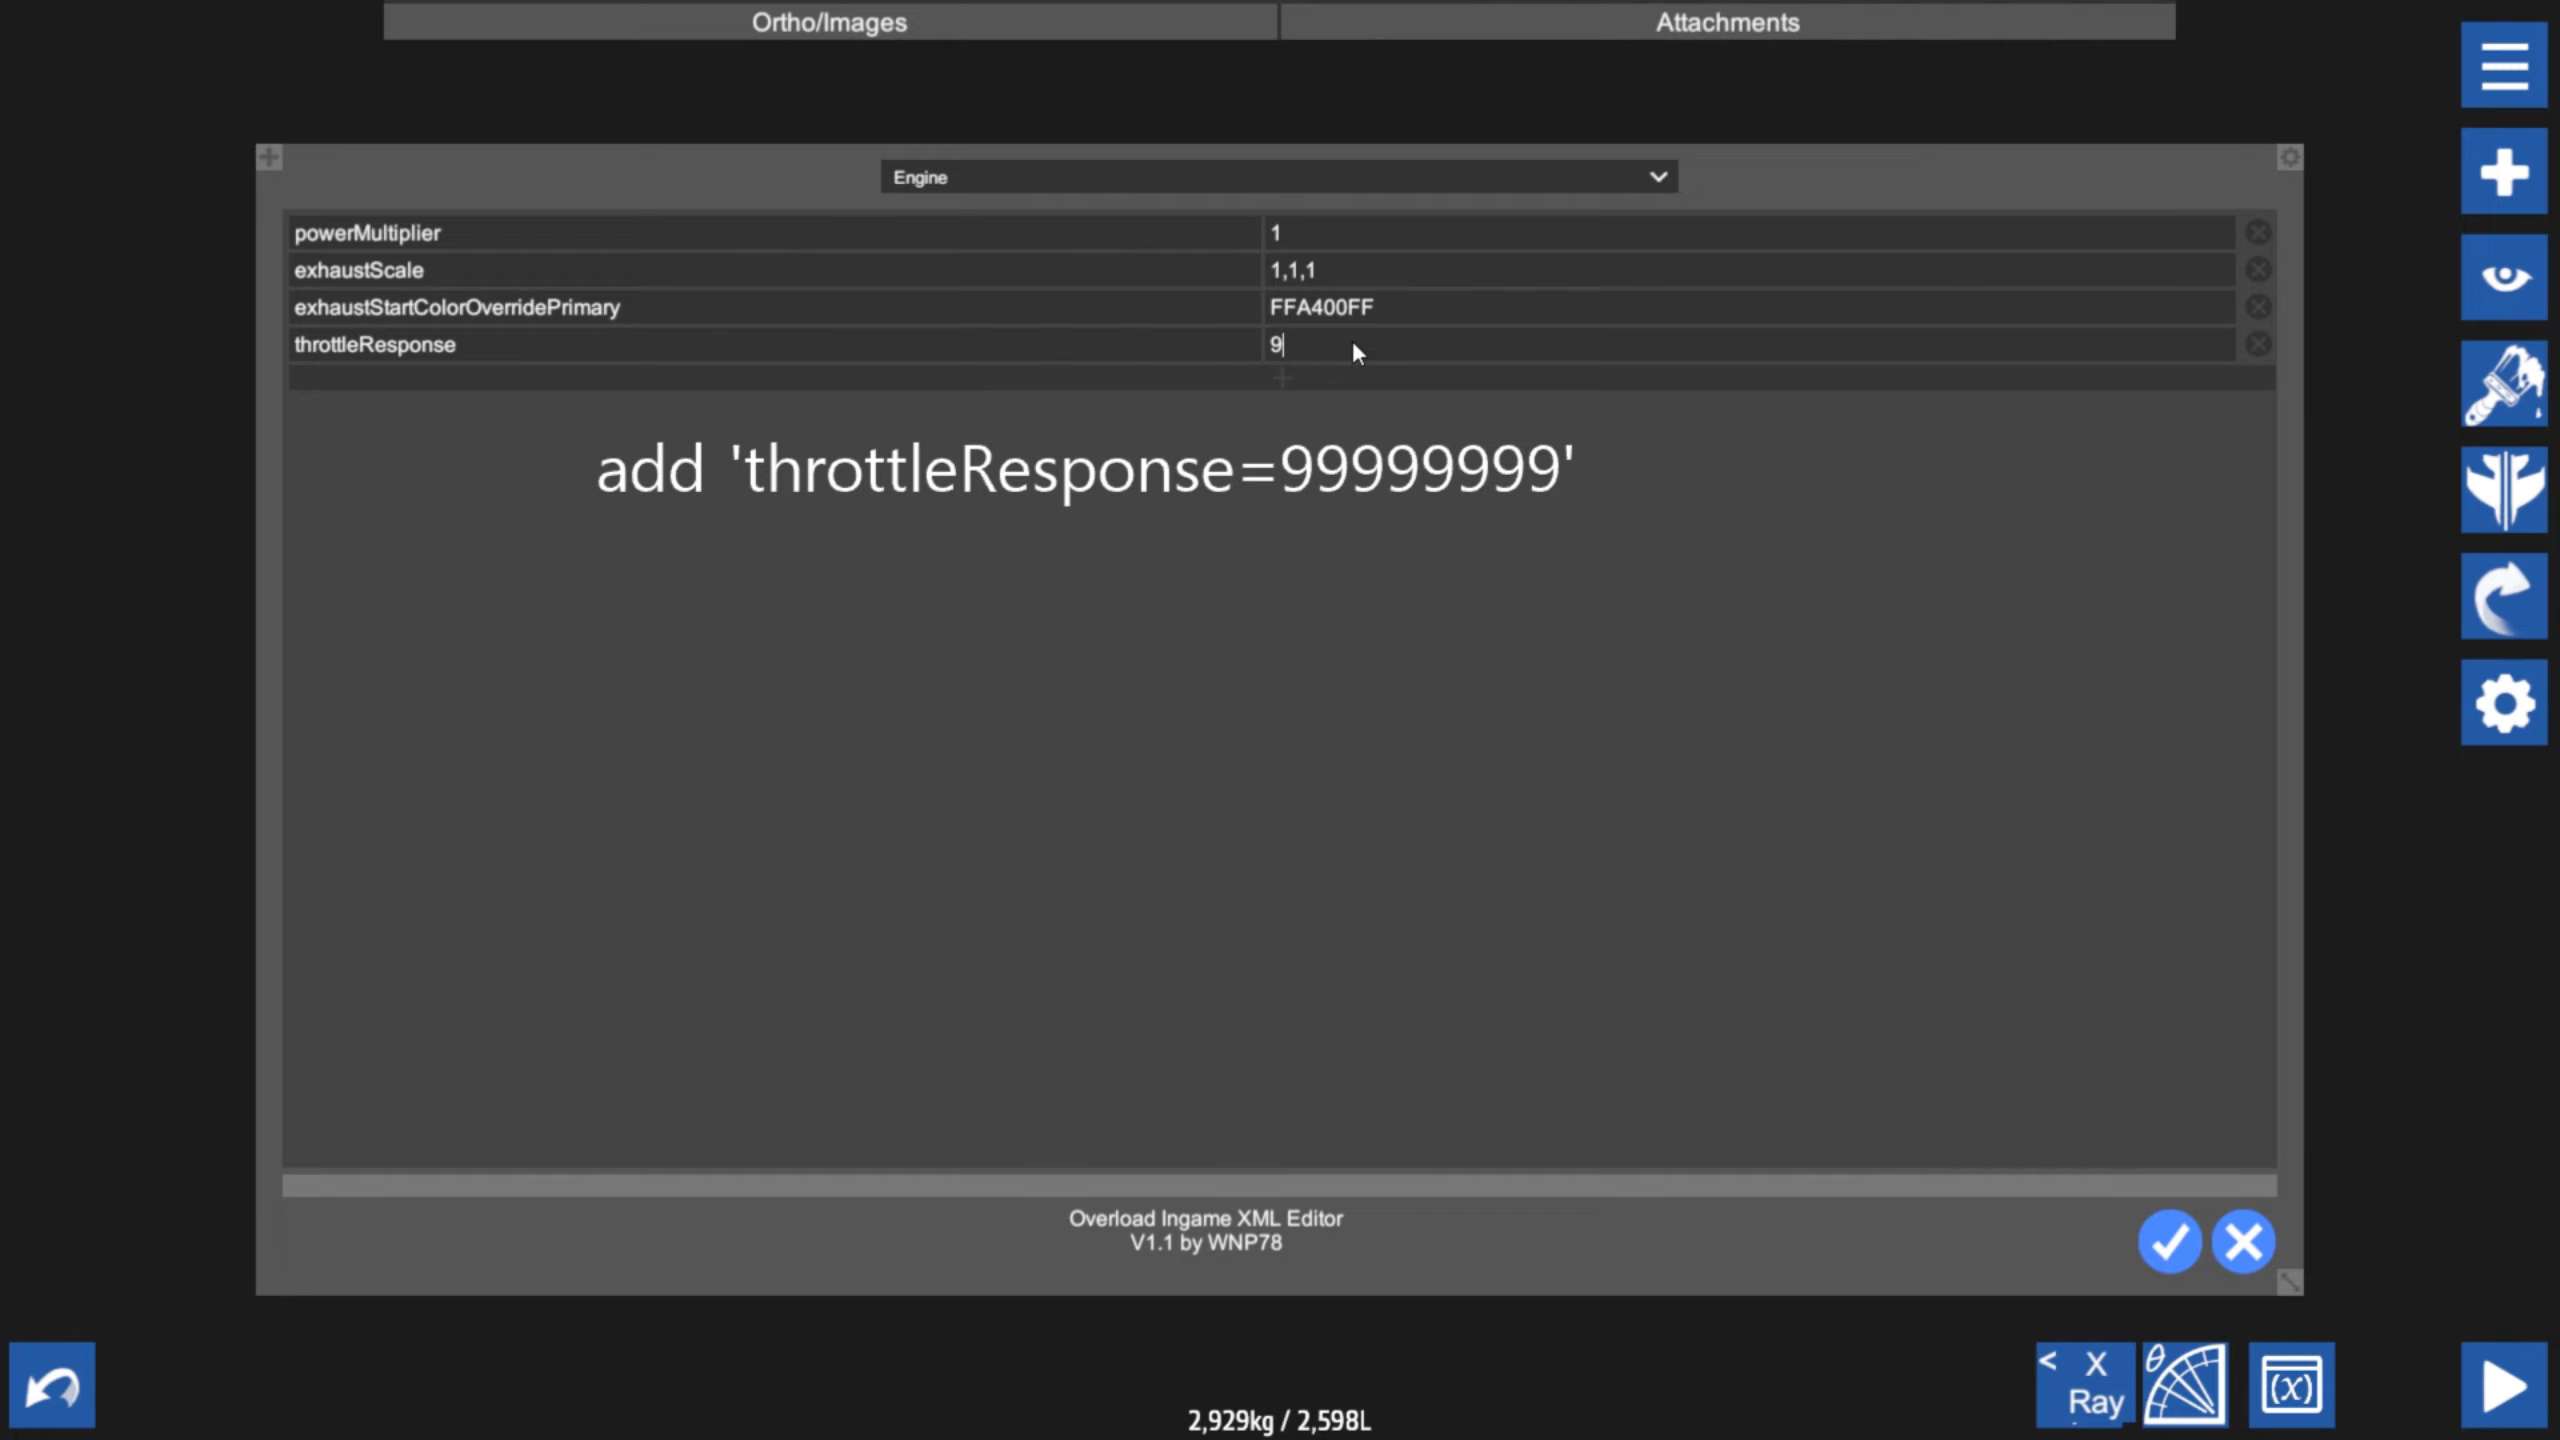 Ortho/Images
Attachments
Engine
powerMultiplier 1
exhaustScale 1,1,1
exhaustStartColorOverridePrimary FFA400FF
throttleResponse 9
add 'throttleResponse=99999999'
Overload Ingame XML Editor
V1.1 by WNP78
< X
Ray
θ
(x)
2,929kg / 2,598L